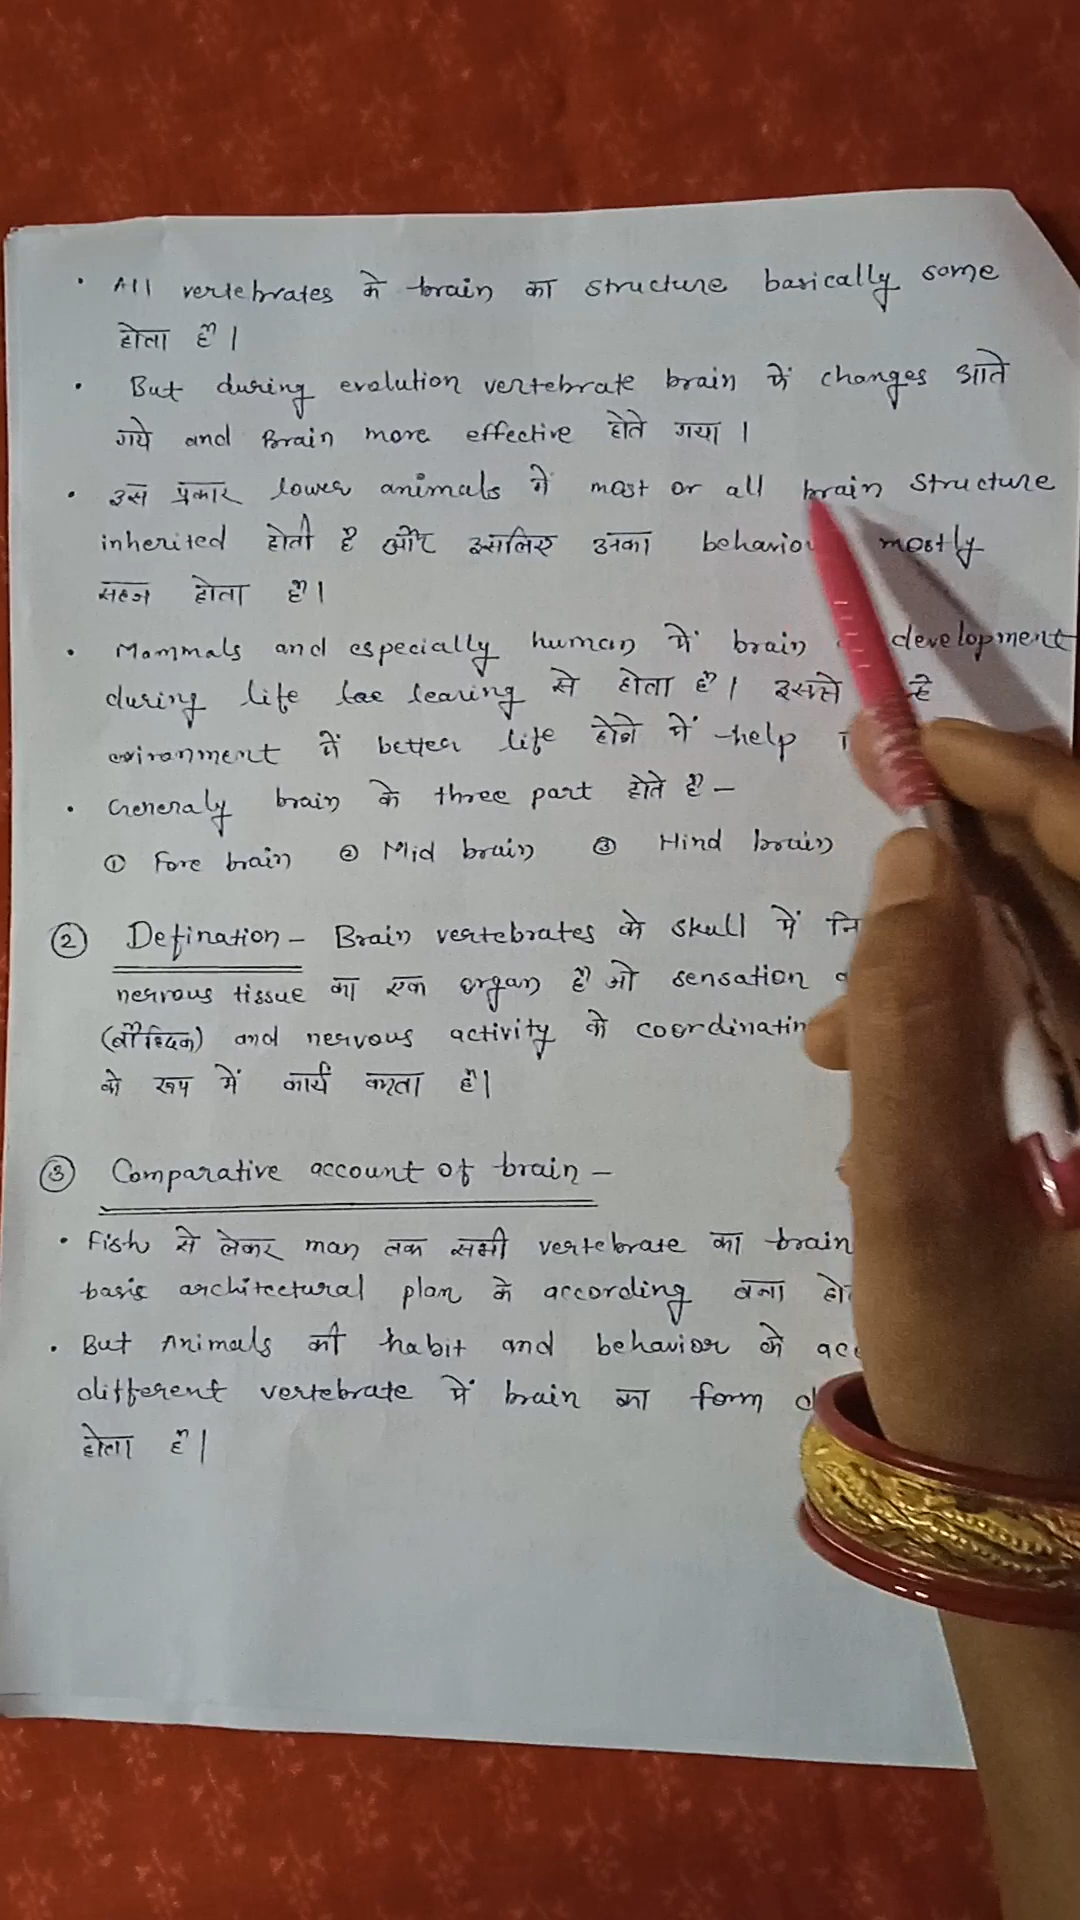 • All vertebrates के brain का structure basically same
होता है।
• But during evolution vertebrate brain में changes आते
गये and Brain more effective होते गया।
• इस प्रकार lower animals में most or all brain structure
inherited होती है और इसलिए उनका behavior mostly
सहज होता है।
• Mammals and especially human में brain development
during life learing से होता है। इससे
environment में better life होने में help
• Generaly brain के three part होते है –
① Fore brain ② Mid brain ③ Hind brain
② Defination – Brain vertebrates के skull में
nervous tissue का एक organ है जो sensation
(बौद्धिक) and nervous activity के coordinatin
के रूप में कार्य करता है।
③ Comparative account of brain –
• Fish से लेकर man तक सभी vertebrate का brain
basic architectural plan के according बना
• But Animals की habit and behavior के
different vertebrate में brain का form
होता है।